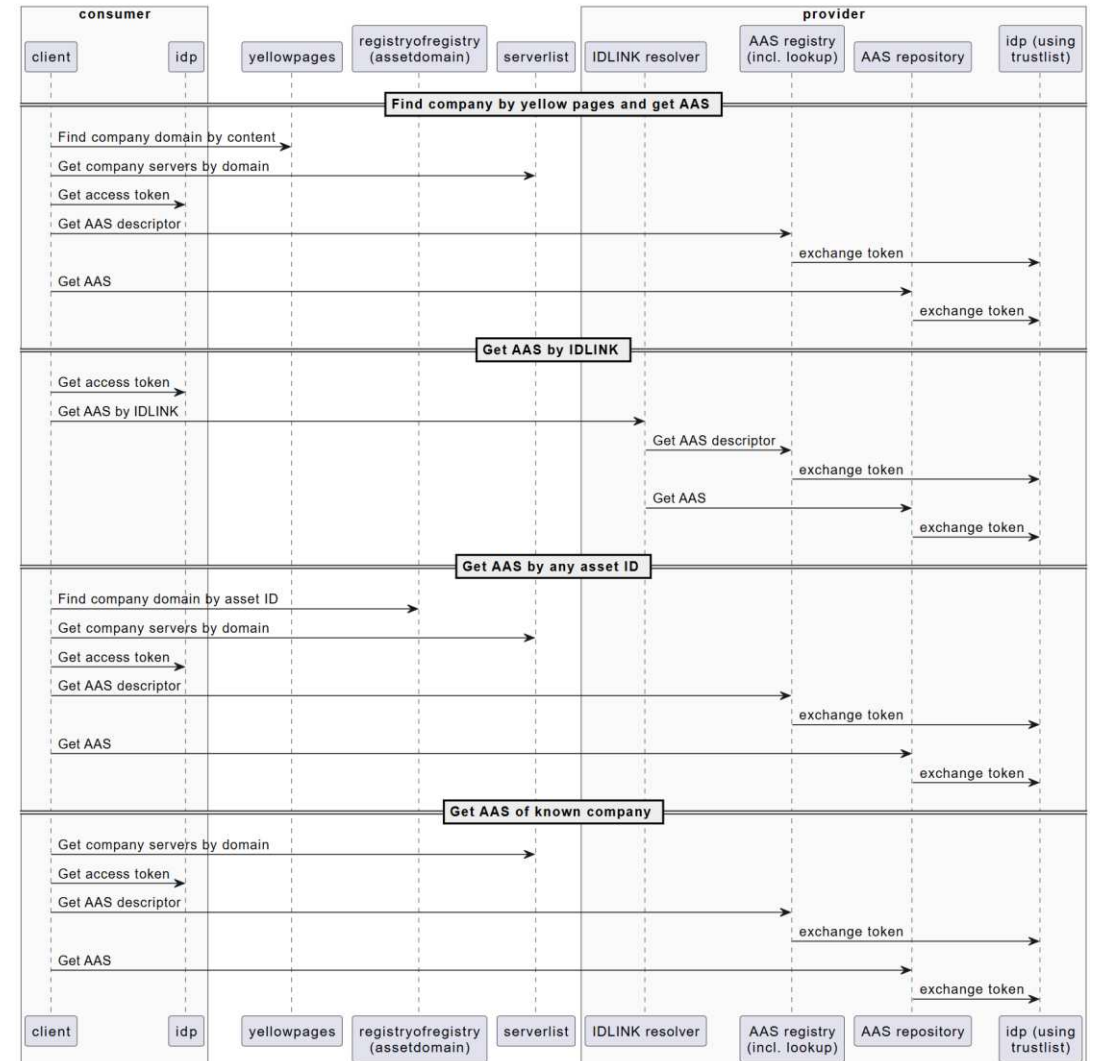 consumer
provider
client
idp
yellowpages
registryofregistry
(assetdomain)
serverlist
IDLINK resolver
AAS registry
(incl. lookup)
AAS repository
idp (using
trustlist)
Find company by yellow pages and get AAS
Find company domain by content
Get company servers by domain
Get access token
Get AAS descriptor
exchange token
Get AAS
exchange token
Get AAS by IDLINK
Get access token
Get AAS by IDLINK
Get AAS descriptor
exchange token
Get AAS
exchange token
Get AAS by any asset ID
Find company domain by asset ID
Get company servers by domain
Get access token
Get AAS descriptor
exchange token
Get AAS
exchange token
Get AAS of known company
Get company servers by domain
Get access token
Get AAS descriptor
exchange token
Get AAS
exchange token
client
idp
yellowpages
registryofregistry
(assetdomain)
serverlist
IDLINK resolver
AAS registry
(incl. lookup)
AAS repository
idp (using
trustlist)